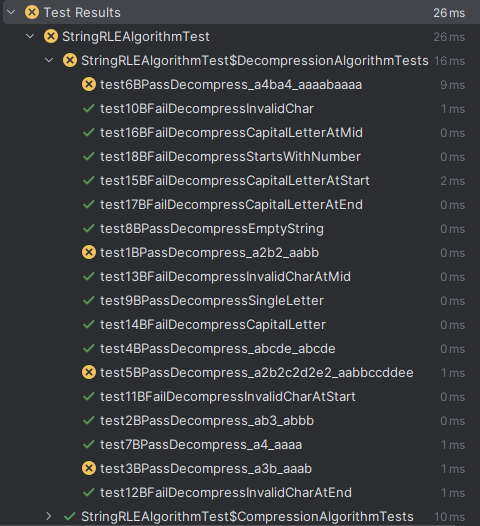 Test Results 26 ms
StringRLEAlgorithmTest 26 ms
StringRLEAlgorithmTest$DecompressionAlgorithmTests 16 ms
test6BPassDecompress_a4ba4_aaaabaaaa 9 ms
test10BFailDecompressInvalidChar 1 ms
test16BFailDecompressCapitalLetterAtMid 0 ms
test18BFailDecompressStartsWithNumber 0 ms
test15BFailDecompressCapitalLetterAtStart 2 ms
test17BFailDecompressCapitalLetterAtEnd 0 ms
test8BPassDecompressEmptyString 0 ms
test1BPassDecompress_a2b2_aabb 0 ms
test13BFailDecompressInvalidCharAtMid 0 ms
test9BPassDecompressSingleLetter 0 ms
test14BFailDecompressCapitalLetter 0 ms
test4BPassDecompress_abcde_abcde 0 ms
test5BPassDecompress_a2b2c2d2e2_aabbccddee 1 ms
test11BFailDecompressInvalidCharAtStart 0 ms
test2BPassDecompress_ab3_abbb 0 ms
test7BPassDecompress_a4_aaaa 1 ms
test3BPassDecompress_a3b_aaab 1 ms
test12BFailDecompressInvalidCharAtEnd 1 ms
StringRLEAlgorithmTest$CompressionAlgorithmTests 10 ms